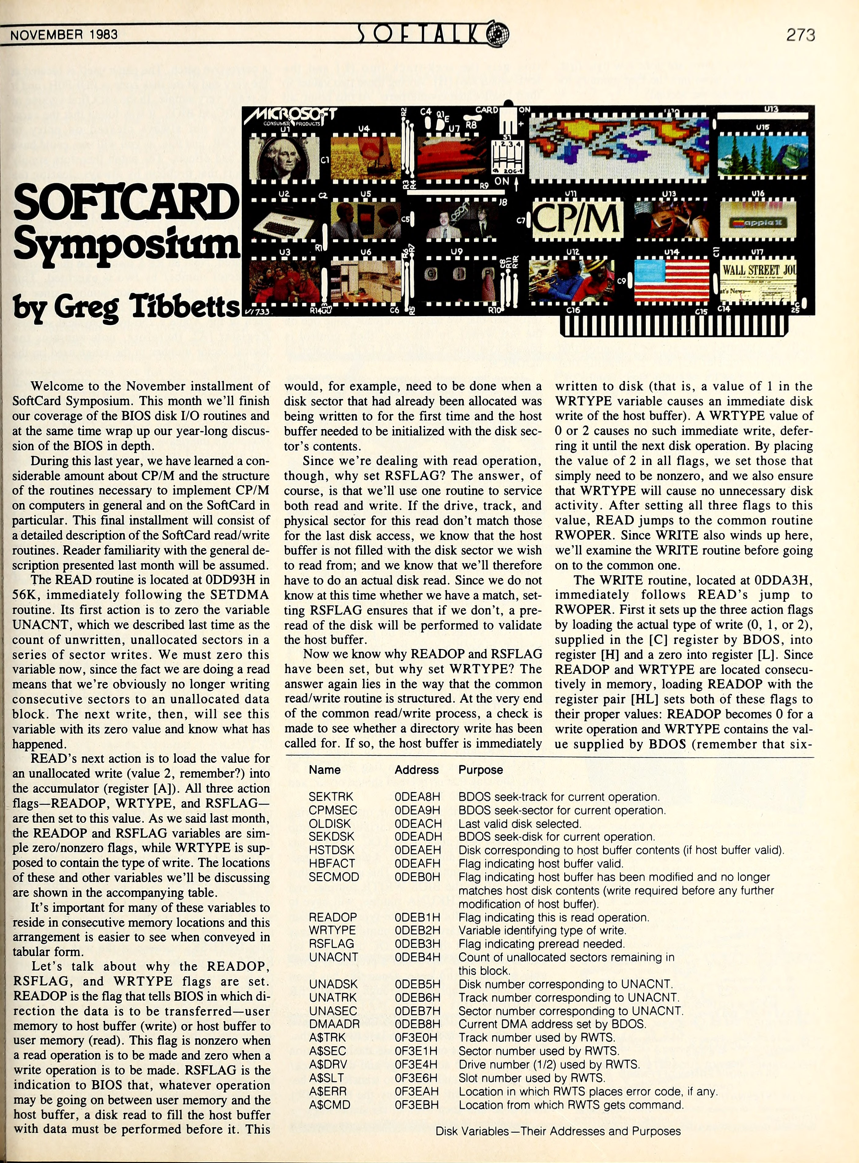 NOVEMBER 1983
SOFTALK
273
MICROSOFT
CONSUMER PRODUCTS
U1
U4
R2
C4
Q1
E
U7
R8
CARD
ON
+
S1
1,2,3,4
U13
U15
C1
R3
R4
R9
ON
U2
C2
U5
C5
J8
C7
U11
CP/M
U13
U16
apple II
R1
U3
U6
R6
R7
U9
C8
R11
U12
C9
U14
C11
U17
WALL STREET JOU
at's News—
C6
R5
R10
C16
C15
C14
SOFTCARD
Symposium
by Greg Tibbetts
Welcome to the November installment of
SoftCard Symposium. This month we'll finish
our coverage of the BIOS disk I/O routines and
at the same time wrap up our year-long discus-
sion of the BIOS in depth.
During this last year, we have learned a con-
siderable amount about CP/M and the structure
of the routines necessary to implement CP/M
on computers in general and on the SoftCard in
particular. This final installment will consist of
a detailed description of the SoftCard read/write
routines. Reader familiarity with the general de-
scription presented last month will be assumed.
The READ routine is located at 0DD93H in
56K, immediately following the SETDMA
routine. Its first action is to zero the variable
UNACNT, which we described last time as the
count of unwritten, unallocated sectors in a
series of sector writes. We must zero this
variable now, since the fact we are doing a read
means that we're obviously no longer writing
consecutive sectors to an unallocated data
block. The next write, then, will see this
variable with its zero value and know what has
happened.
READ's next action is to load the value for
an unallocated write (value 2, remember?) into
the accumulator (register [A]). All three action
flags—READOP, WRTYPE, and RSFLAG—
are then set to this value. As we said last month,
the READOP and RSFLAG variables are sim-
ple zero/nonzero flags, while WRTYPE is sup-
posed to contain the type of write. The locations
of these and other variables we'll be discussing
are shown in the accompanying table.
It's important for many of these variables to
reside in consecutive memory locations and this
arrangement is easier to see when conveyed in
tabular form.
Let's talk about why the READOP,
RSFLAG, and WRTYPE flags are set.
READOP is the flag that tells BIOS in which di-
rection the data is to be transferred—user
memory to host buffer (write) or host buffer to
user memory (read). This flag is nonzero when
a read operation is to be made and zero when a
write operation is to be made. RSFLAG is the
indication to BIOS that, whatever operation
may be going on between user memory and the
host buffer, a disk read to fill the host buffer
with data must be performed before it. This
would, for example, need to be done when a
disk sector that had already been allocated was
being written to for the first time and the host
buffer needed to be initialized with the disk sec-
tor's contents.
Since we're dealing with read operation,
though, why set RSFLAG? The answer, of
course, is that we'll use one routine to service
both read and write. If the drive, track, and
physical sector for this read don't match those
for the last disk access, we know that the host
buffer is not filled with the disk sector we wish
to read from; and we know that we'll therefore
have to do an actual disk read. Since we do not
know at this time whether we have a match, set-
ting RSFLAG ensures that if we don't, a pre-
read of the disk will be performed to validate
the host buffer.
Now we know why READOP and RSFLAG
have been set, but why set WRTYPE? The
answer again lies in the way that the common
read/write routine is structured. At the very end
of the common read/write process, a check is
made to see whether a directory write has been
called for. If so, the host buffer is immediately
written to disk (that is, a value of 1 in the
WRTYPE variable causes an immediate disk
write of the host buffer). A WRTYPE value of
0 or 2 causes no such immediate write, defer-
ring it until the next disk operation. By placing
the value of 2 in all flags, we set those that
simply need to be nonzero, and we also ensure
that WRTYPE will cause no unnecessary disk
activity. After setting all three flags to this
value, READ jumps to the common routine
RWOPER. Since WRITE also winds up here,
we'll examine the WRITE routine before going
on to the common one.
The WRITE routine, located at 0DDA3H,
immediately follows READ's jump to
RWOPER. First it sets up the three action flags
by loading the actual type of write (0, 1, or 2),
supplied in the [C] register by BDOS, into
register [H] and a zero into register [L]. Since
READOP and WRTYPE are located consecu-
tively in memory, loading READOP with the
register pair [HL] sets both of these flags to
their proper values: READOP becomes 0 for a
write operation and WRTYPE contains the val-
ue supplied by BDOS (remember that six-
Name Address Purpose
SEKTRK 0DEA8H BDOS seek-track for current operation.
CPMSEC 0DEA9H BDOS seek-sector for current operation.
OLDISK 0DEACH Last valid disk selected.
SEKDSK 0DEADH BDOS seek-disk for current operation.
HSTDSK 0DEAEH Disk corresponding to host buffer contents (if host buffer valid).
HBFACT 0DEAFH Flag indicating host buffer valid.
SECMOD 0DEB0H Flag indicating host buffer has been modified and no longer
matches host disk contents (write required before any further
modification of host buffer).
READOP 0DEB1H Flag indicating this is read operation.
WRTYPE 0DEB2H Variable identifying type of write.
RSFLAG 0DEB3H Flag indicating preread needed.
UNACNT 0DEB4H Count of unallocated sectors remaining in
this block.
UNADSK 0DEB5H Disk number corresponding to UNACNT.
UNATRK 0DEB6H Track number corresponding to UNACNT.
UNASEC 0DEB7H Sector number corresponding to UNACNT.
DMAADR 0DEB8H Current DMA address set by BDOS.
A$TRK 0F3E0H Track number used by RWTS.
A$SEC 0F3E1H Sector number used by RWTS.
A$DRV 0F3E4H Drive number (1/2) used by RWTS.
A$SLT 0F3E6H Slot number used by RWTS.
A$ERR 0F3EAH Location in which RWTS places error code, if any.
A$CMD 0F3EBH Location from which RWTS gets command.
Disk Variables—Their Addresses and Purposes